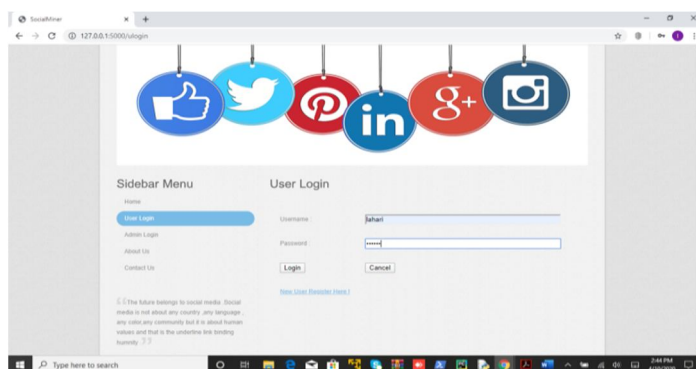 SocialMiner
127.0.0.1:5000/ulogin
in
g+
Sidebar Menu
User Login
Home
User Login
Username :
lahari
Admin Login
Password :
About Us
Login
Cancel
Contact Us
New User Register Here !
The future belongs to social media. Social
media is not about any country ,any language ,
any color,any community but it is about human
values and that is the underline link binding
humnity
Type here to search
2:44 PM